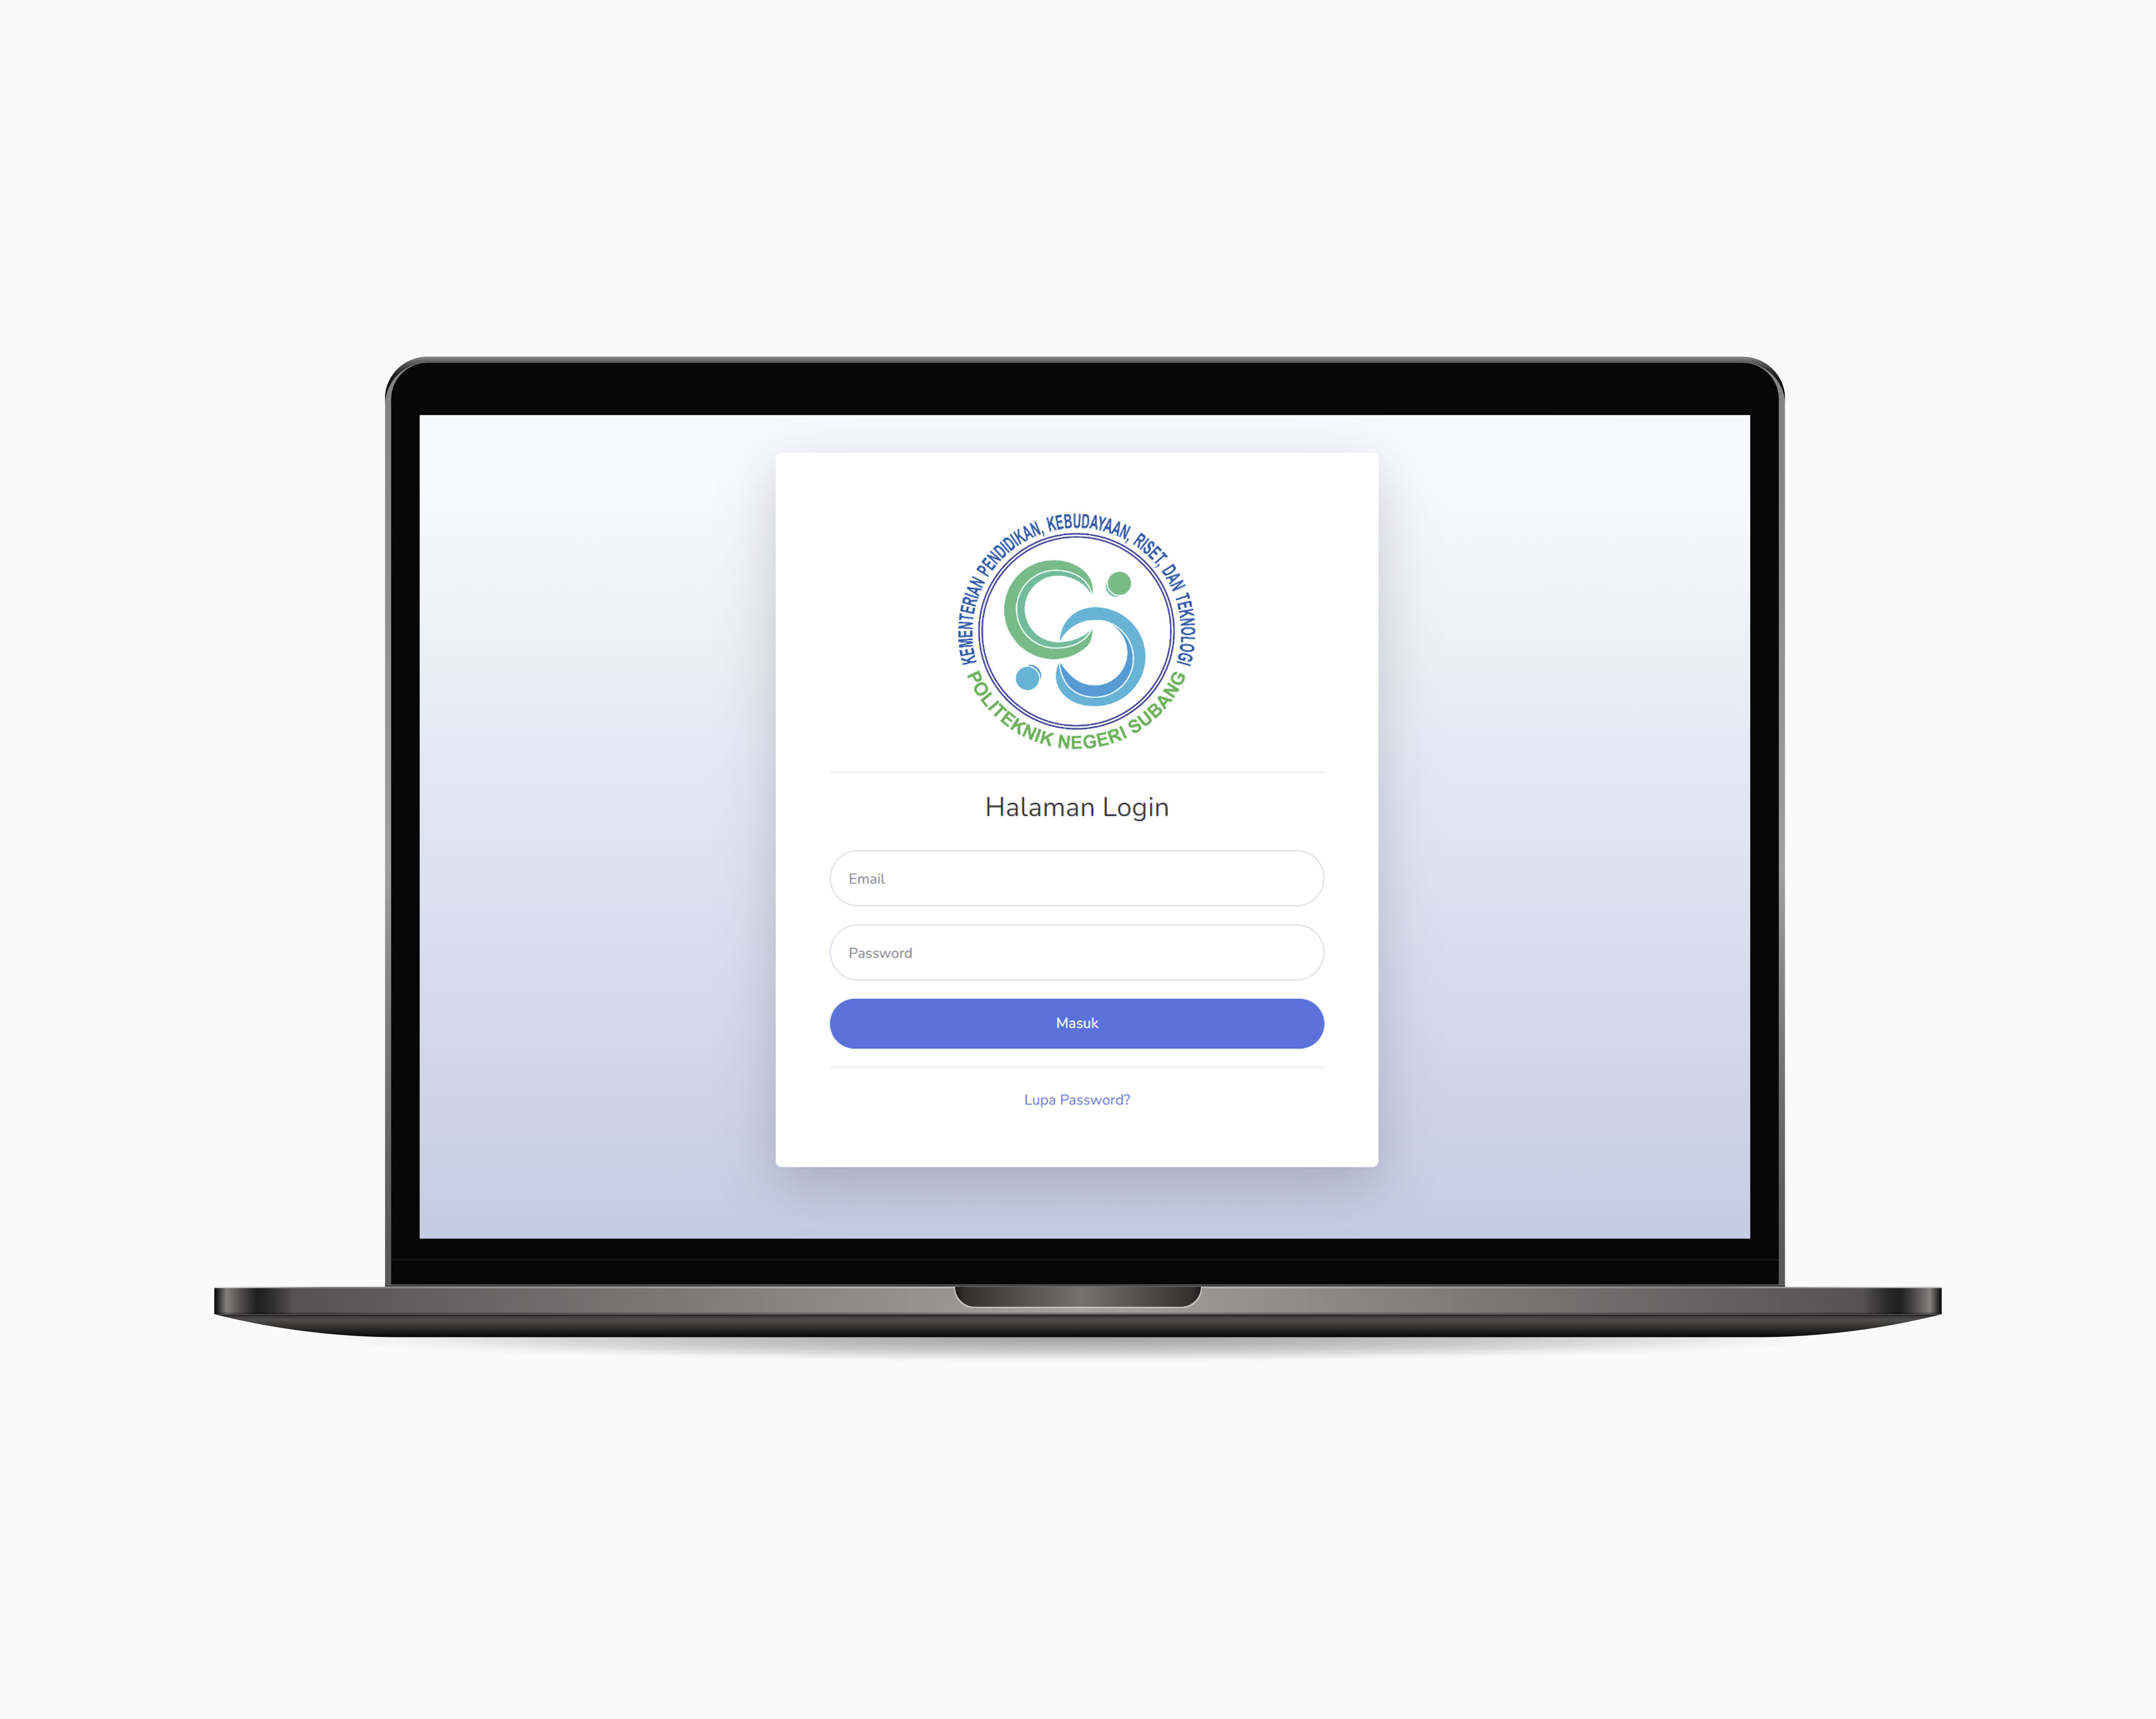 KEMENTERIAN PENDIDIKAN, KEBUDAYAAN, RISET, DAN TEKNOLOGI
POLITEKNIK NEGERI SUBANG
Halaman Login
Email
Password
Masuk
Lupa Password?